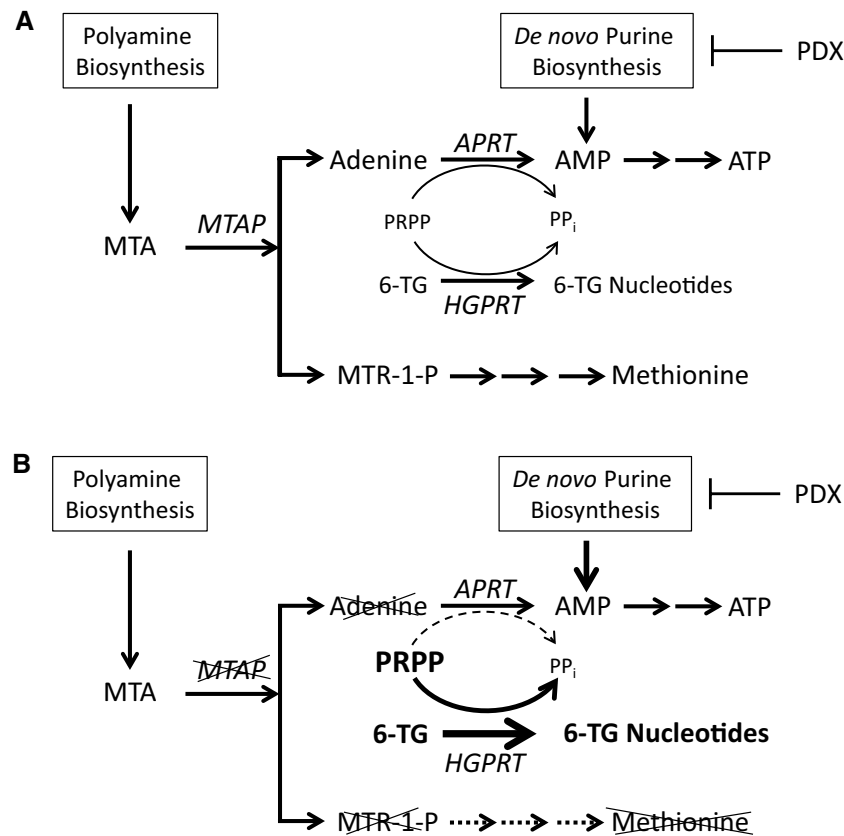 A
Polyamine
Biosynthesis
De novo Purine
Biosynthesis
PDX
Adenine
APRT
AMP
ATP
MTA
MTAP
PRPP
PPi
6-TG
HGPRT
6-TG Nucleotides
MTR-1-P
Methionine
B
Polyamine
Biosynthesis
De novo Purine
Biosynthesis
PDX
Adenine
APRT
AMP
ATP
MTA
MTAP
PRPP
PPi
6-TG
HGPRT
6-TG Nucleotides
MTR-1-P
Methionine